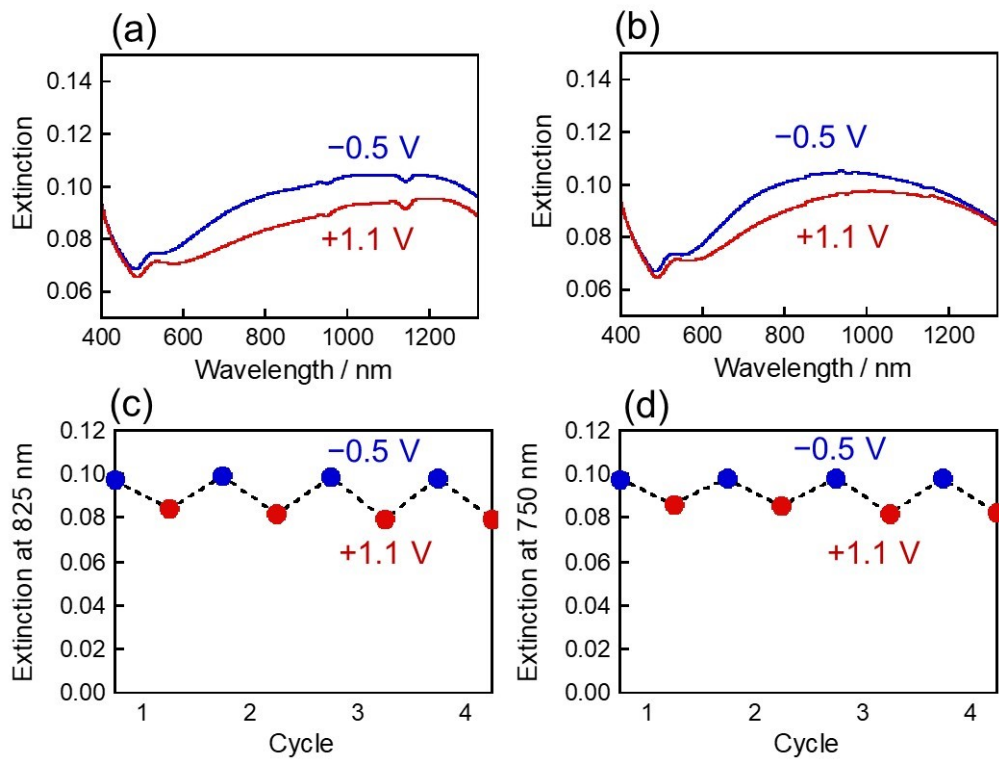 (a)
Extinction
0.14
0.12
0.10
0.08
0.06
−0.5 V
+1.1 V
400 600 800 1000 1200
Wavelength / nm
(b)
Extinction
0.14
0.12
0.10
0.08
0.06
−0.5 V
+1.1 V
400 600 800 1000 1200
Wavelength / nm
(c)
Extinction at 825 nm
0.12
0.10
0.08
0.06
0.04
0.02
0.00
−0.5 V
+1.1 V
1 2 3 4
Cycle
(d)
Extinction at 750 nm
0.12
0.10
0.08
0.06
0.04
0.02
0.00
−0.5 V
+1.1 V
1 2 3 4
Cycle